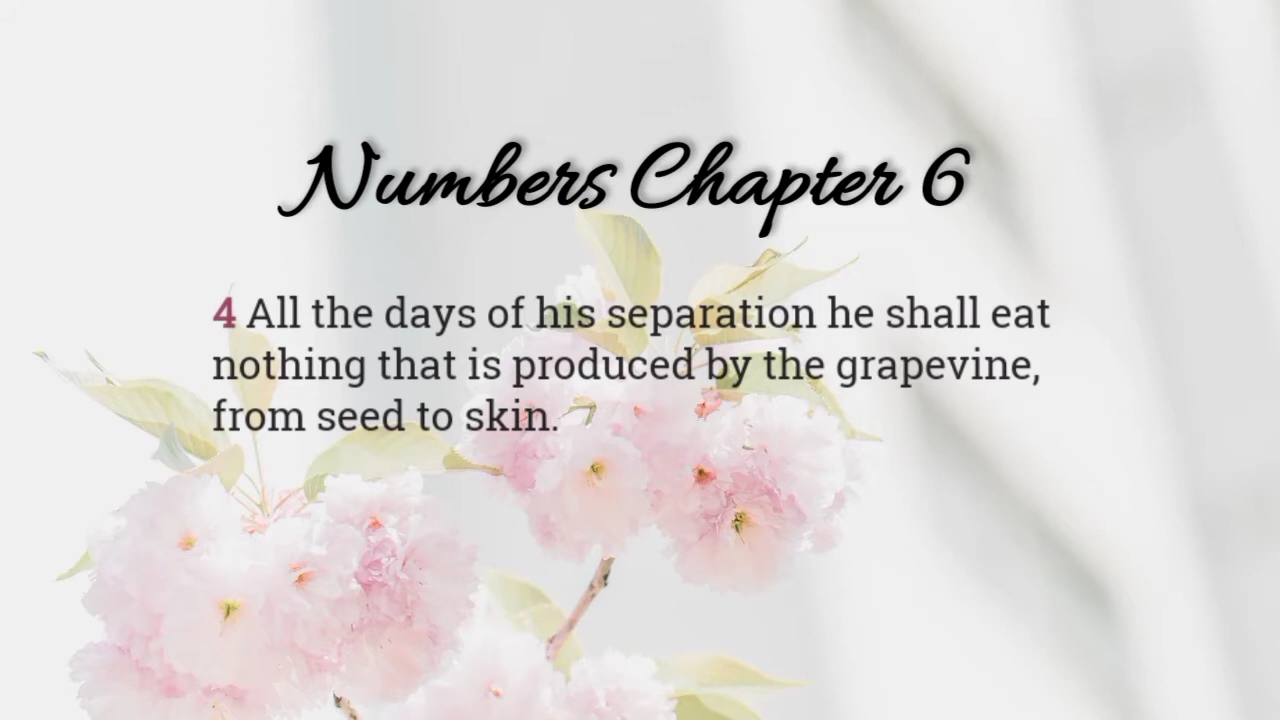 Numbers Chapter 6
4 All the days of his separation he shall eat
nothing that is produced by the grapevine,
from seed to skin.